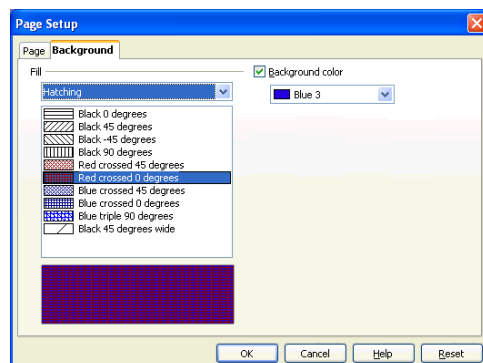 Page Setup
Page Background
Fill
Background color
Hatching
Blue 3
Black 0 degrees
Black 45 degrees
Black -45 degrees
Black 90 degrees
Red crossed 45 degrees
Red crossed 0 degrees
Blue crossed 45 degrees
Blue crossed 0 degrees
Blue triple 90 degrees
Black 45 degrees wide
OK Cancel Help Reset